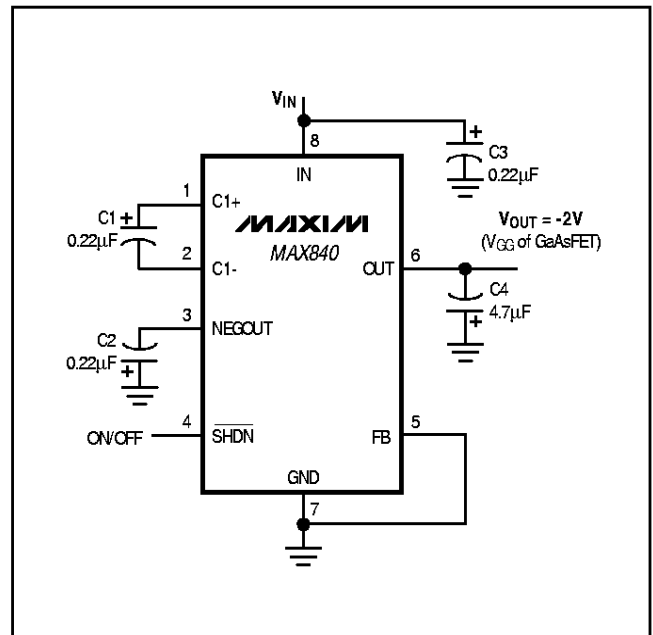 VIN
8
IN
C3
0.22µF
1
C1+
C1
0.22µF
MAXIM
MAX840
VOUT = -2V
(VGG of GaAsFET)
2
C1-
6
OUT
C4
4.7µF
3
NEGOUT
C2
0.22µF
4
ON/OFF
SHDN
5
FB
GND
7